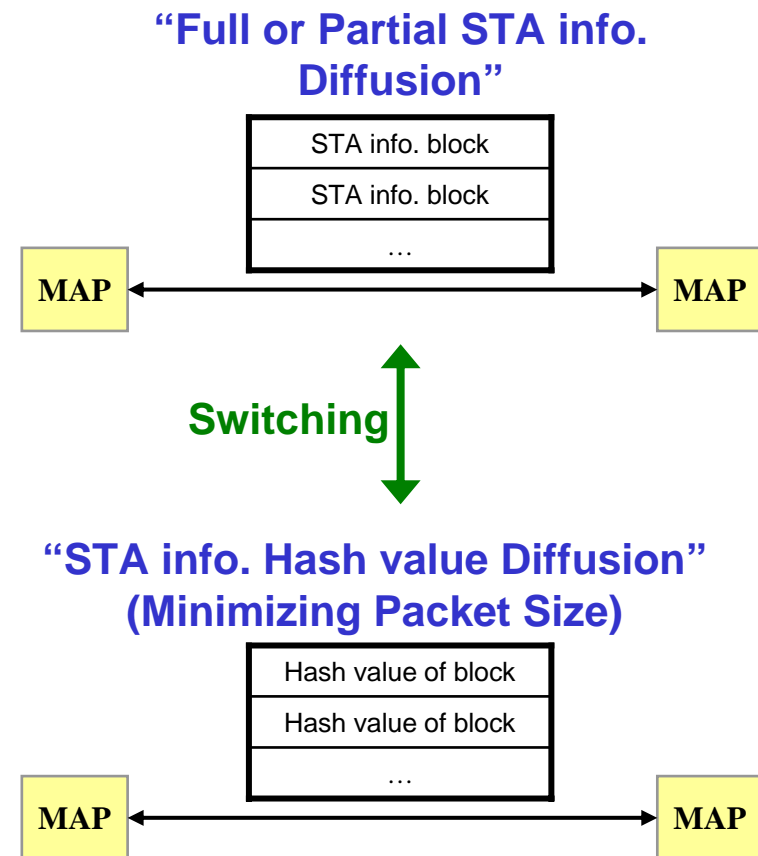 “Full or Partial STA info.
Diffusion”
STA info. block
STA info. block
…
MAP
MAP
Switching
“STA info. Hash value Diffusion”
(Minimizing Packet Size)
Hash value of block
Hash value of block
…
MAP
MAP